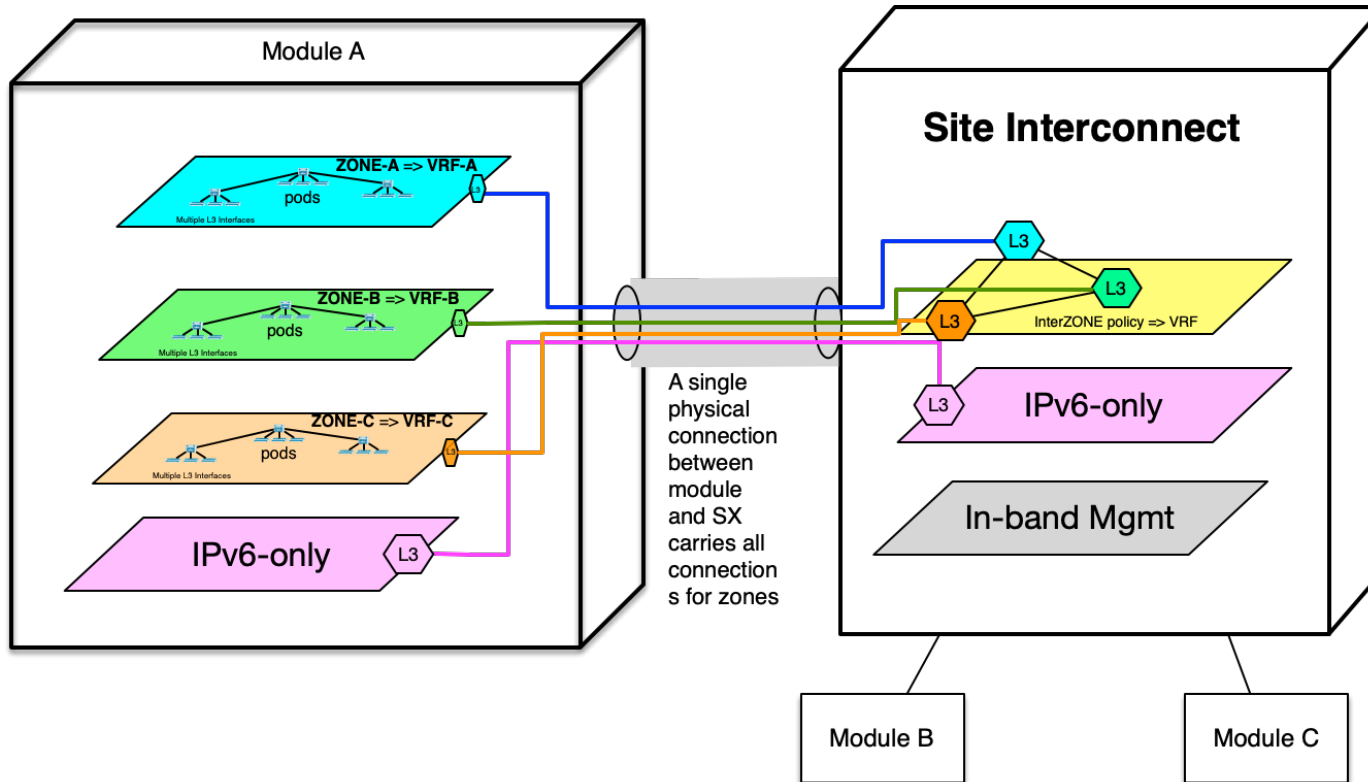 Module A
ZONE-A => VRF-A
pods
Multiple L3 Interfaces
L3
ZONE-B => VRF-B
pods
Multiple L3 Interfaces
L3
ZONE-C => VRF-C
pods
Multiple L3 Interfaces
L3
IPv6-only
L3
A single
physical
connection
between
module
and SX
carries all
connection
s for zones
Site Interconnect
L3
L3
L3
InterZONE policy => VRF
L3
IPv6-only
In-band Mgmt
Module B
Module C